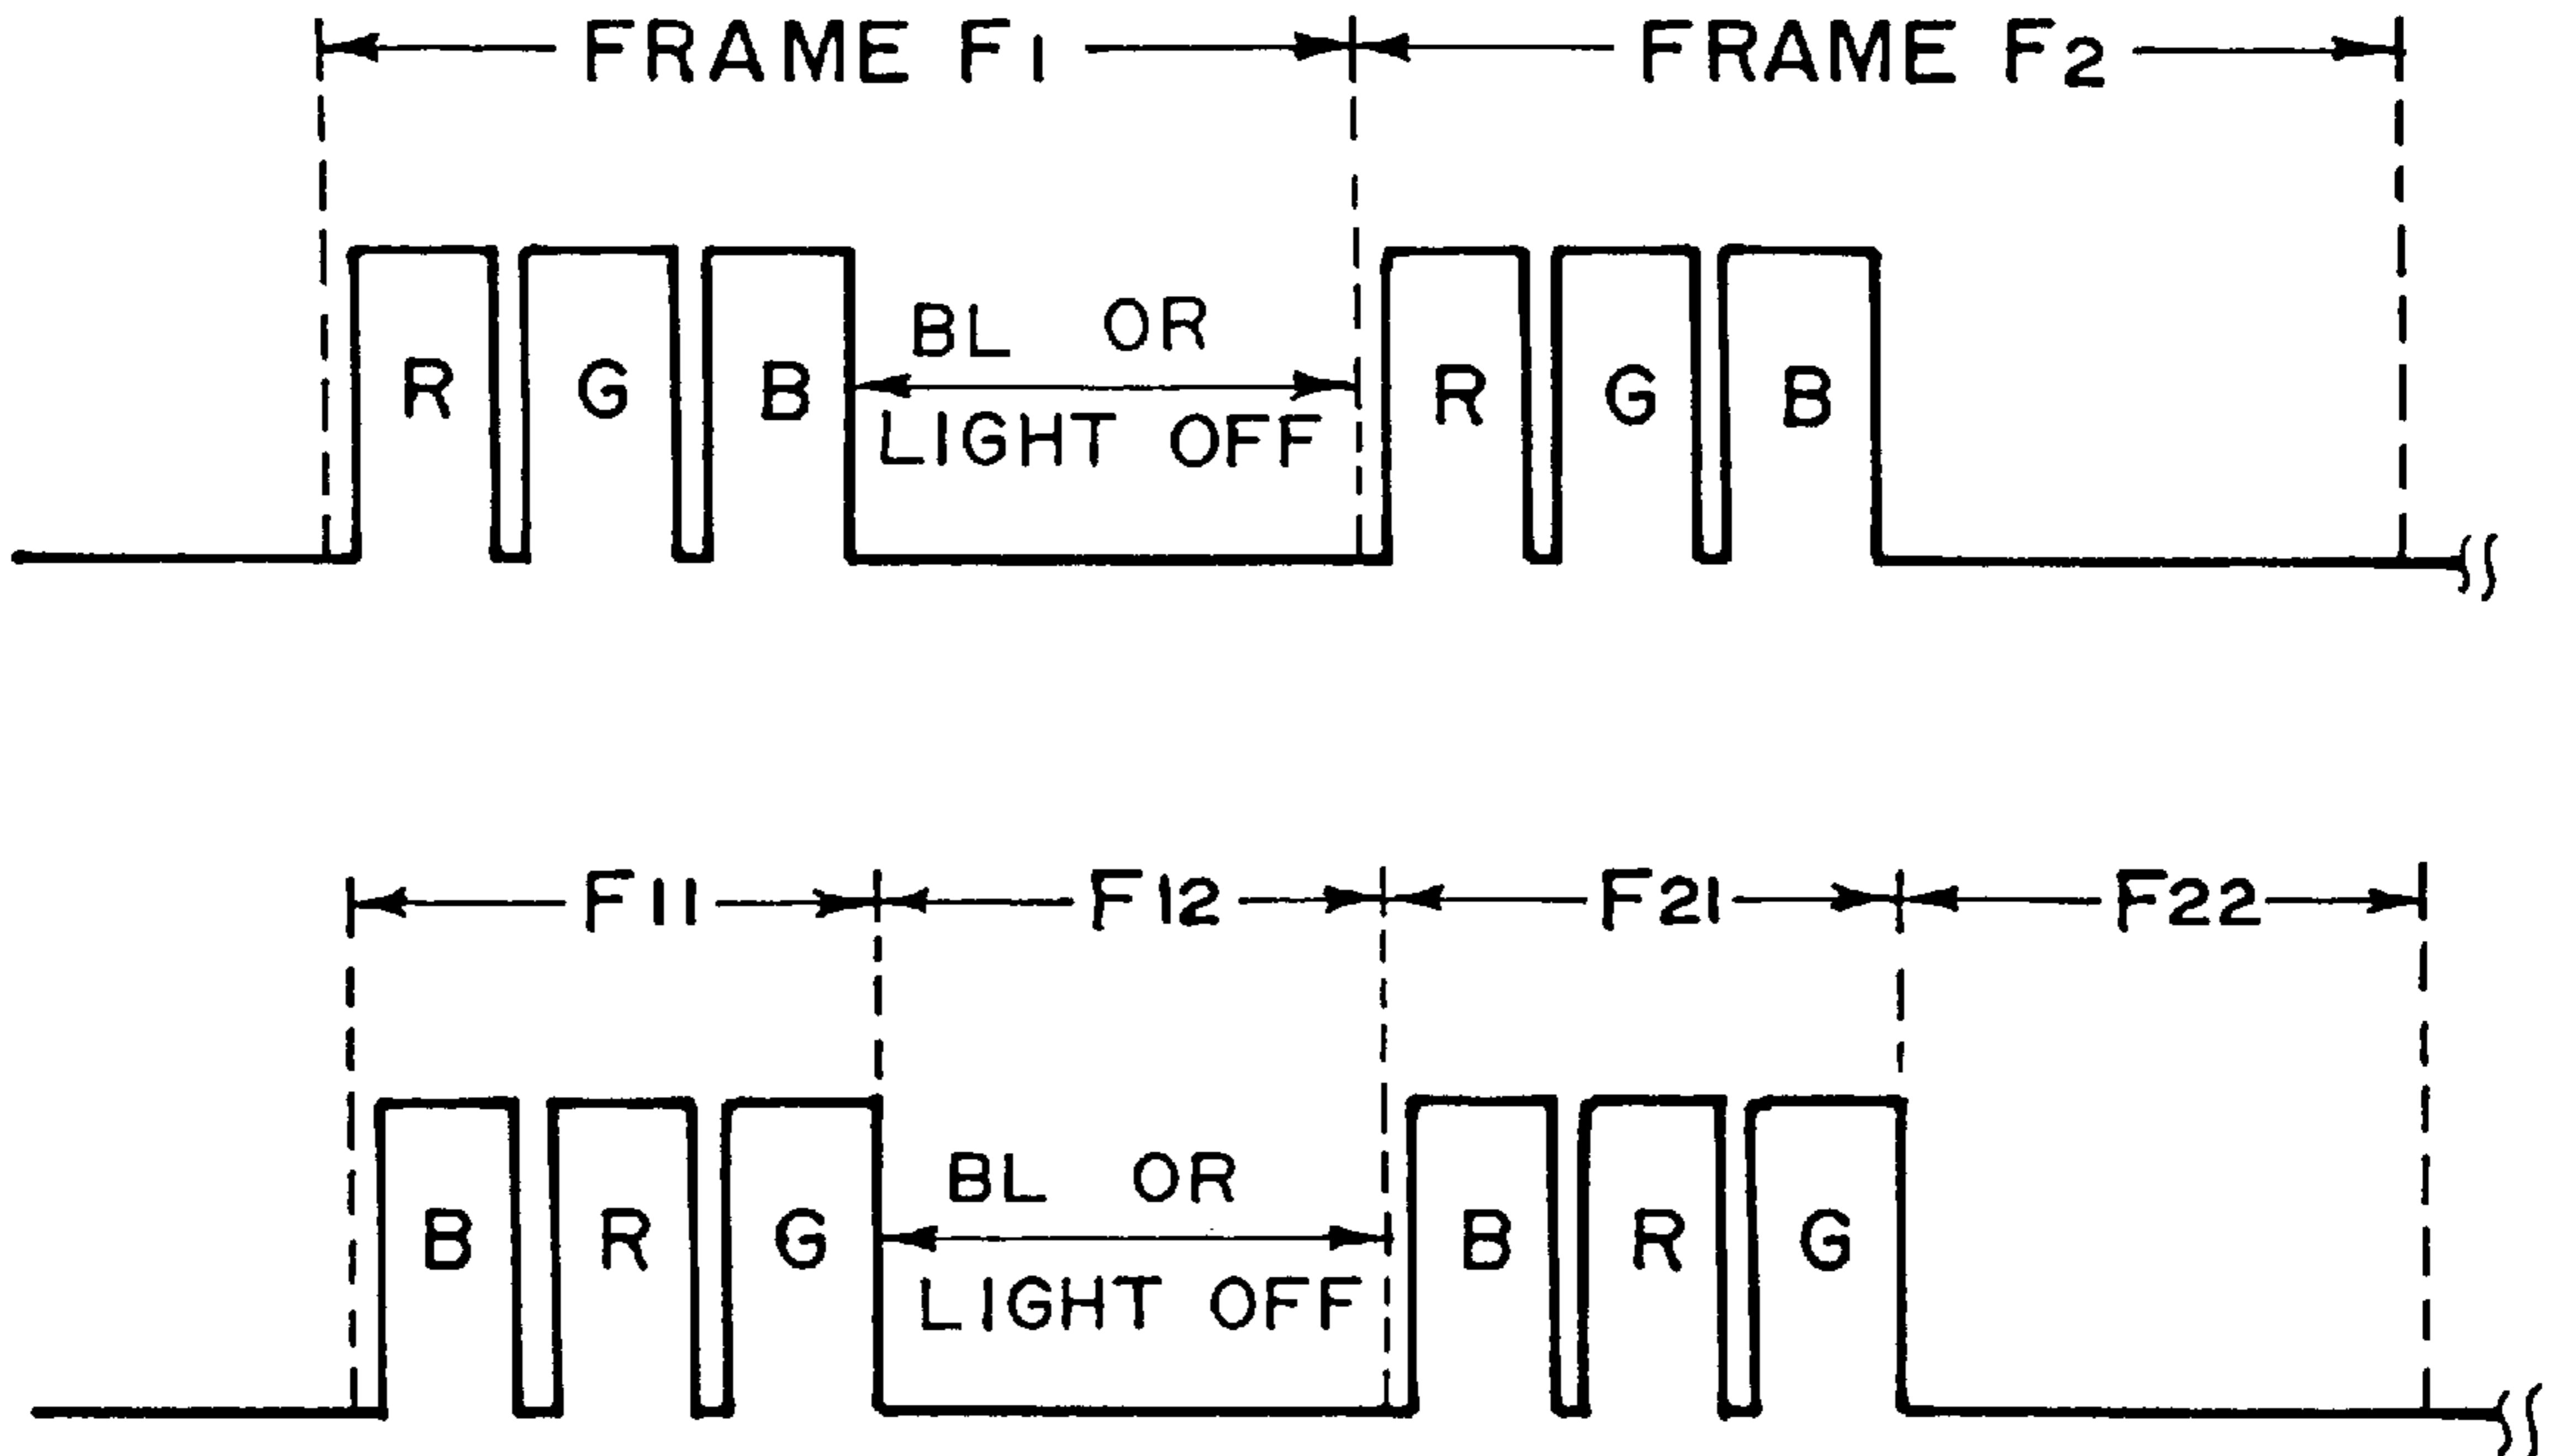 FRAME F1 FRAME F2
R G B BL OR R G B
LIGHT OFF
F11 F12 F21 F22
B R G BL OR B R G
LIGHT OFF